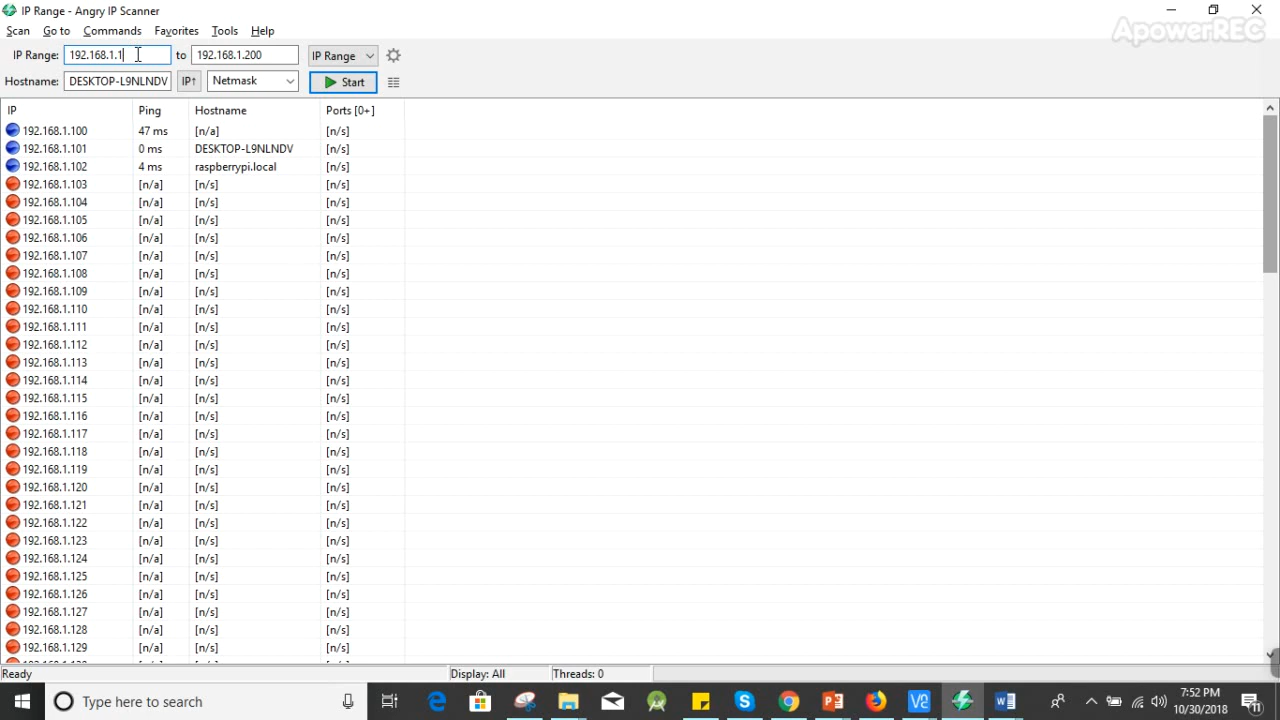 IP Range - Angry IP Scanner
ApowerREC
Scan Go to Commands Favorites Tools Help
IP Range: 192.168.1.1 to 192.168.1.200 IP Range
Hostname: DESKTOP-L9NLNDV IP↑ Netmask Start
IP Ping Hostname Ports [0+]
192.168.1.100 47 ms [n/a] [n/s]
192.168.1.101 0 ms DESKTOP-L9NLNDV [n/s]
192.168.1.102 4 ms raspberrypi.local [n/s]
192.168.1.103 [n/a] [n/s] [n/s]
192.168.1.104 [n/a] [n/s] [n/s]
192.168.1.105 [n/a] [n/s] [n/s]
192.168.1.106 [n/a] [n/s] [n/s]
192.168.1.107 [n/a] [n/s] [n/s]
192.168.1.108 [n/a] [n/s] [n/s]
192.168.1.109 [n/a] [n/s] [n/s]
192.168.1.110 [n/a] [n/s] [n/s]
192.168.1.111 [n/a] [n/s] [n/s]
192.168.1.112 [n/a] [n/s] [n/s]
192.168.1.113 [n/a] [n/s] [n/s]
192.168.1.114 [n/a] [n/s] [n/s]
192.168.1.115 [n/a] [n/s] [n/s]
192.168.1.116 [n/a] [n/s] [n/s]
192.168.1.117 [n/a] [n/s] [n/s]
192.168.1.118 [n/a] [n/s] [n/s]
192.168.1.119 [n/a] [n/s] [n/s]
192.168.1.120 [n/a] [n/s] [n/s]
192.168.1.121 [n/a] [n/s] [n/s]
192.168.1.122 [n/a] [n/s] [n/s]
192.168.1.123 [n/a] [n/s] [n/s]
192.168.1.124 [n/a] [n/s] [n/s]
192.168.1.125 [n/a] [n/s] [n/s]
192.168.1.126 [n/a] [n/s] [n/s]
192.168.1.127 [n/a] [n/s] [n/s]
192.168.1.128 [n/a] [n/s] [n/s]
192.168.1.129 [n/a] [n/s] [n/s]
Ready Display: All Threads: 0
Type here to search
7:52 PM
10/30/2018
11